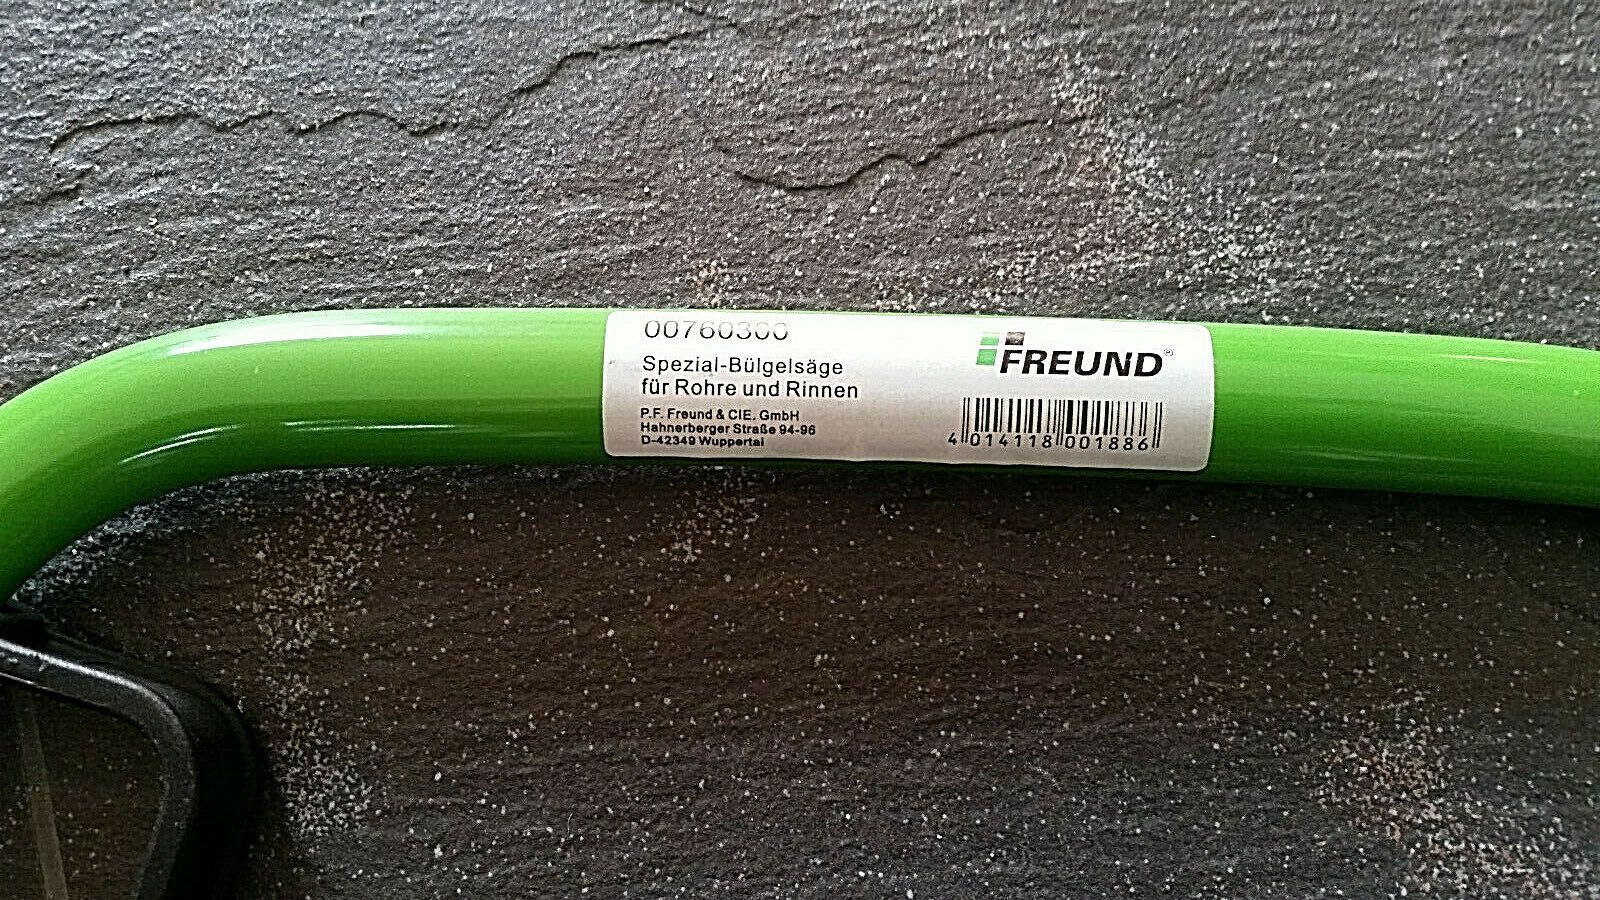 00760300
Spezial-Bülgelsäge
für Rohre und Rinnen
P.F. Freund & CIE. GmbH
Hahnerberger Straße 94-96
D-42349 Wuppertal
FREUND®
4 014118 001886